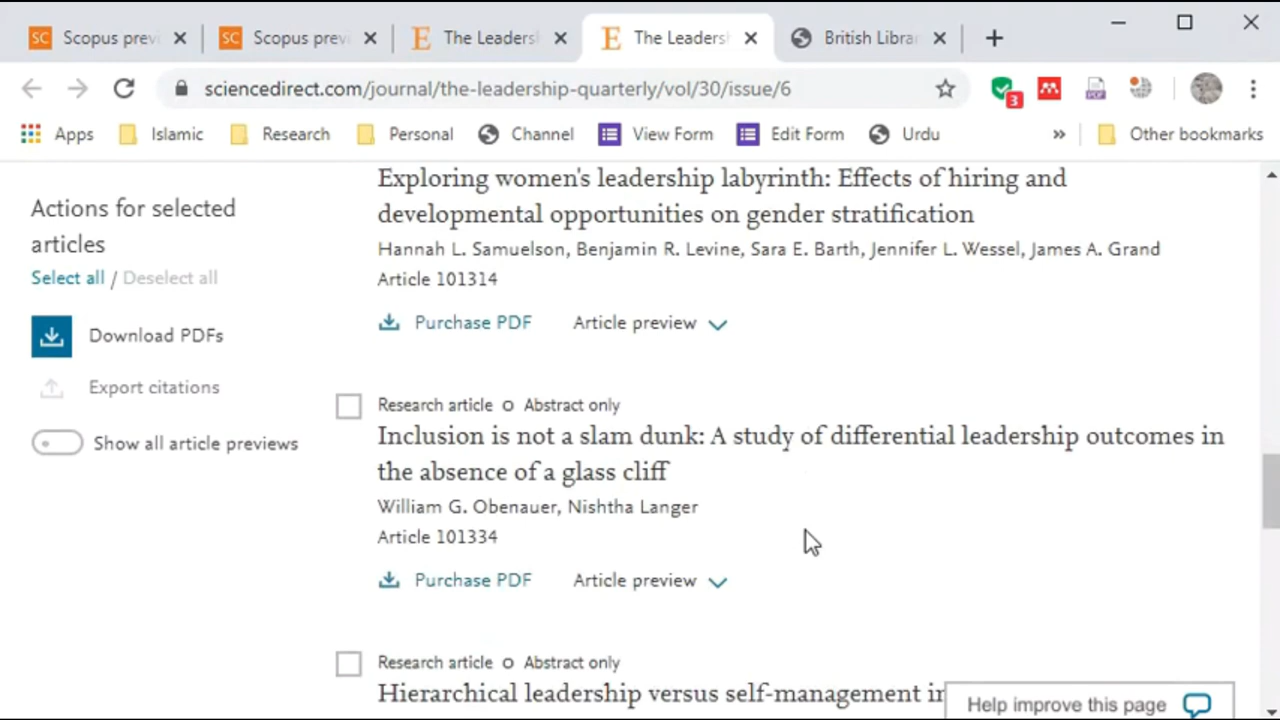 Scopus previ
Scopus previ
The Leaders
The Leaders
British Libra
sciencedirect.com/journal/the-leadership-quarterly/vol/30/issue/6
3
PDF
Apps
Islamic
Research
Personal
Channel
View Form
Edit Form
Urdu
»
Other bookmarks
Actions for selected
articles
Select all / Deselect all
Download PDFs
Export citations
Show all article previews
Exploring women's leadership labyrinth: Effects of hiring and
developmental opportunities on gender stratification
Hannah L. Samuelson, Benjamin R. Levine, Sara E. Barth, Jennifer L. Wessel, James A. Grand
Article 101314
Purchase PDF Article preview
Research article o Abstract only
Inclusion is not a slam dunk: A study of differential leadership outcomes in
the absence of a glass cliff
William G. Obenauer, Nishtha Langer
Article 101334
Purchase PDF Article preview
Research article o Abstract only
Hierarchical leadership versus self-management in
Help improve this page